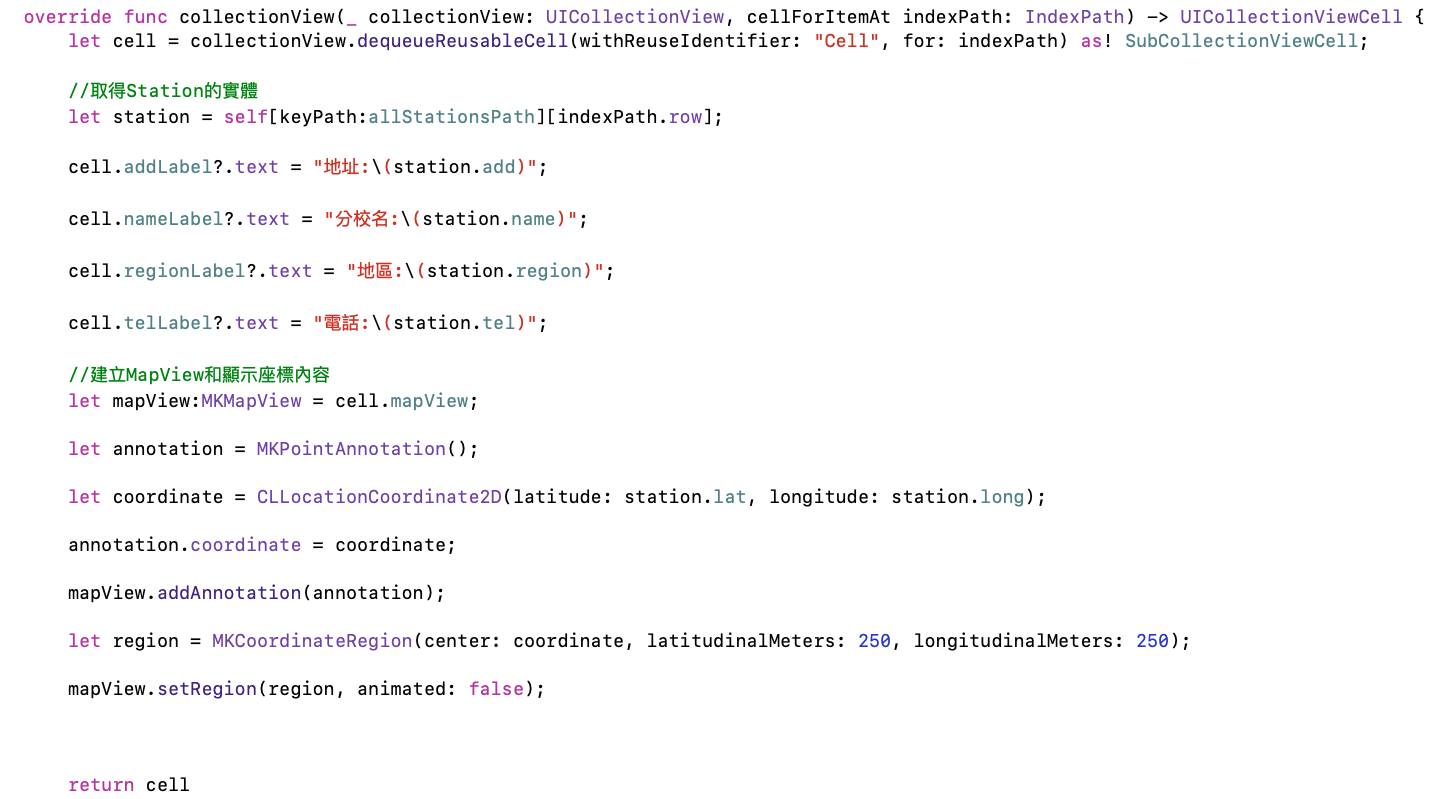 override func collectionView(_ collectionView: UICollectionView, cellForItemAt indexPath: IndexPath) -> UICollectionViewCell {
let cell = collectionView.dequeueReusableCell(withReuseIdentifier: "Cell", for: indexPath) as! SubCollectionViewCell;
//取得Station的實體
let station = self[keyPath:allStationsPath][indexPath.row];
cell.addLabel?.text = "地址:\(station.add)";
cell.nameLabel?.text = "分校名:\(station.name)";
cell.regionLabel?.text = "地區:\(station.region)";
cell.telLabel?.text = "電話:\(station.tel)";
//建立MapView和顯示座標內容
let mapView:MKMapView = cell.mapView;
let annotation = MKPointAnnotation();
let coordinate = CLLocationCoordinate2D(latitude: station.lat, longitude: station.long);
annotation.coordinate = coordinate;
mapView.addAnnotation(annotation);
let region = MKCoordinateRegion(center: coordinate, latitudinalMeters: 250, longitudinalMeters: 250);
mapView.setRegion(region, animated: false);
return cell